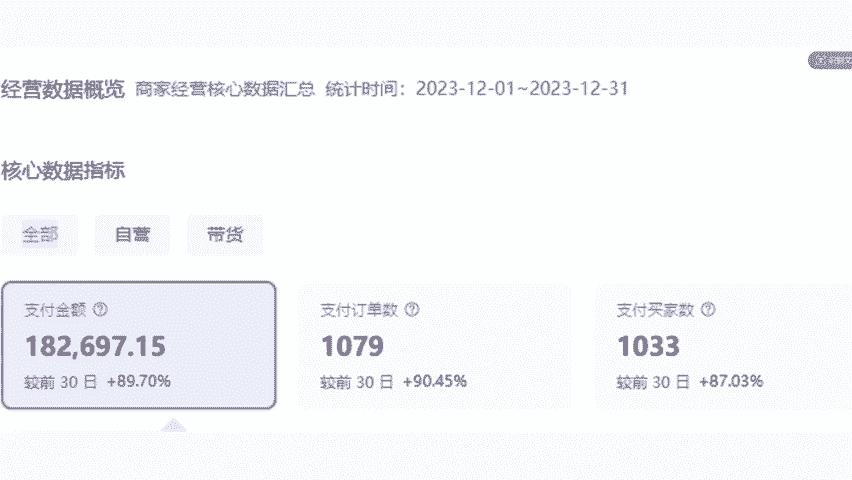 经营数据概览 商家经营核心数据汇总 统计时间：2023-12-01~2023-12-31
核心数据指标
全部 自营 带货
支付金额 支付订单数 支付买家数
182,697.15 1079 1033
较前 30 日 +89.70% 较前 30 日 +90.45% 较前 30 日 +87.03%